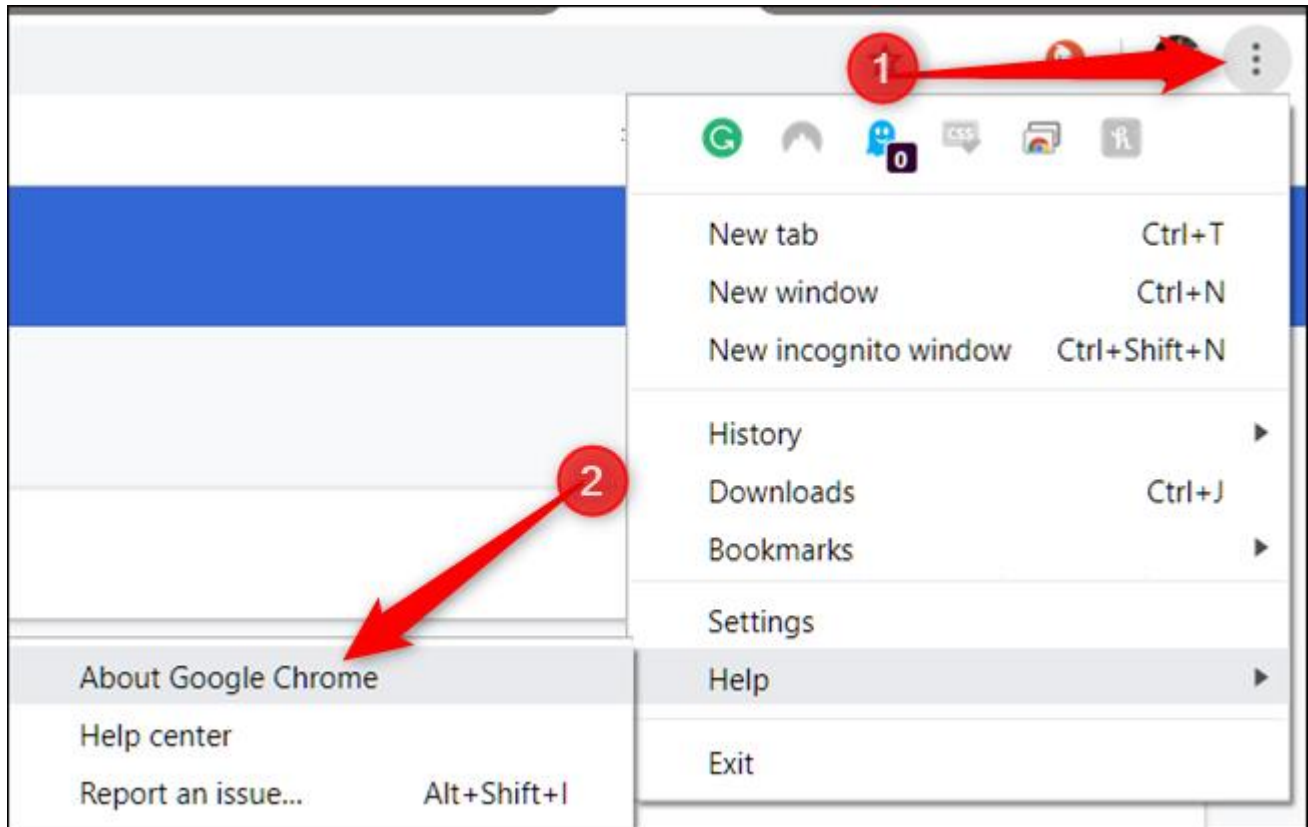 1
CSS
0
New tab Ctrl+T
New window Ctrl+N
New incognito window Ctrl+Shift+N
History
2
Downloads Ctrl+J
Bookmarks
Settings
About Google Chrome
Help
Help center
Exit
Report an issue... Alt+Shift+I